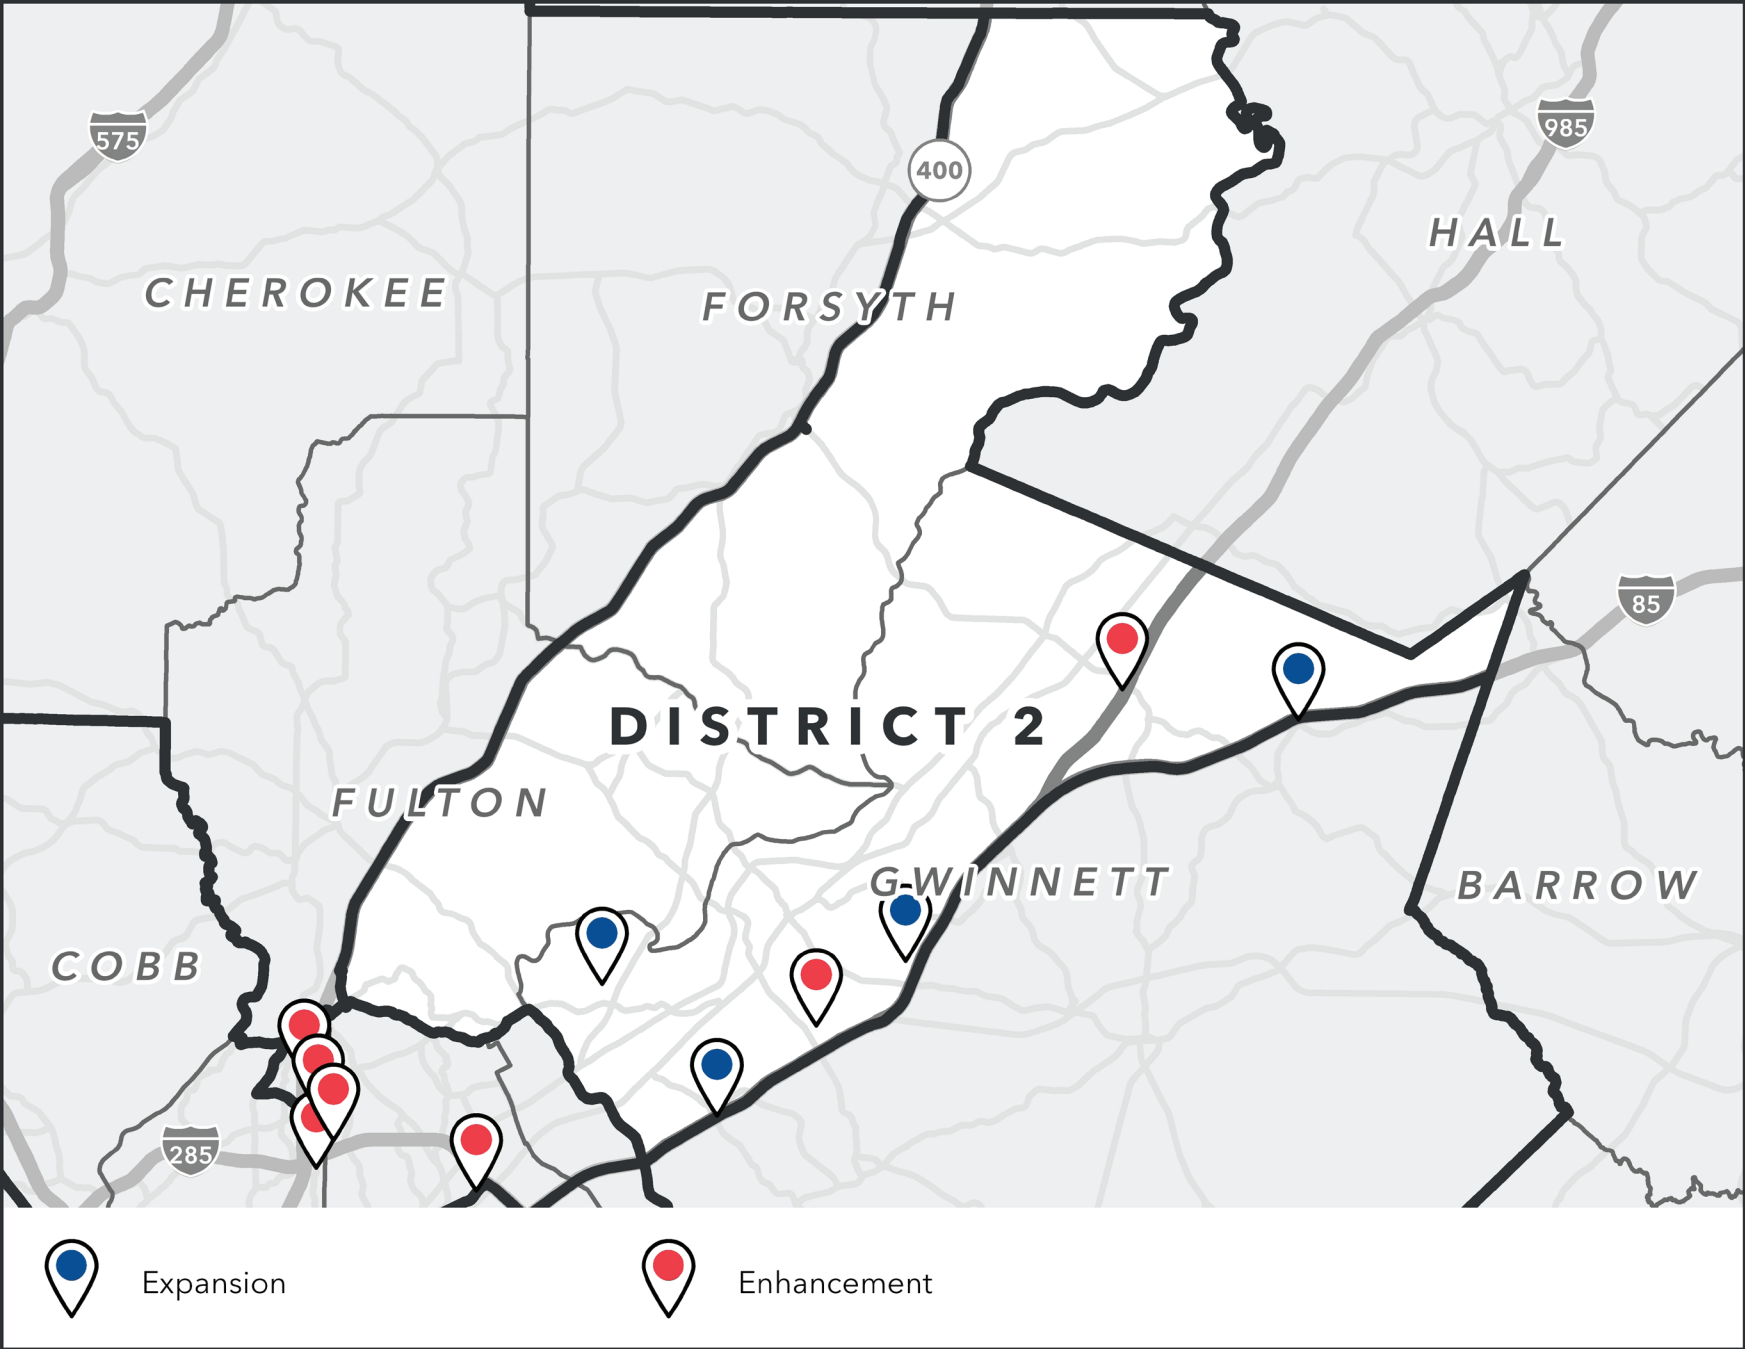 575
985
400
HALL
CHEROKEE
FORSYTH
85
DISTRICT 2
FULTON
GWINNETT
BARROW
COBB
285
Expansion
Enhancement